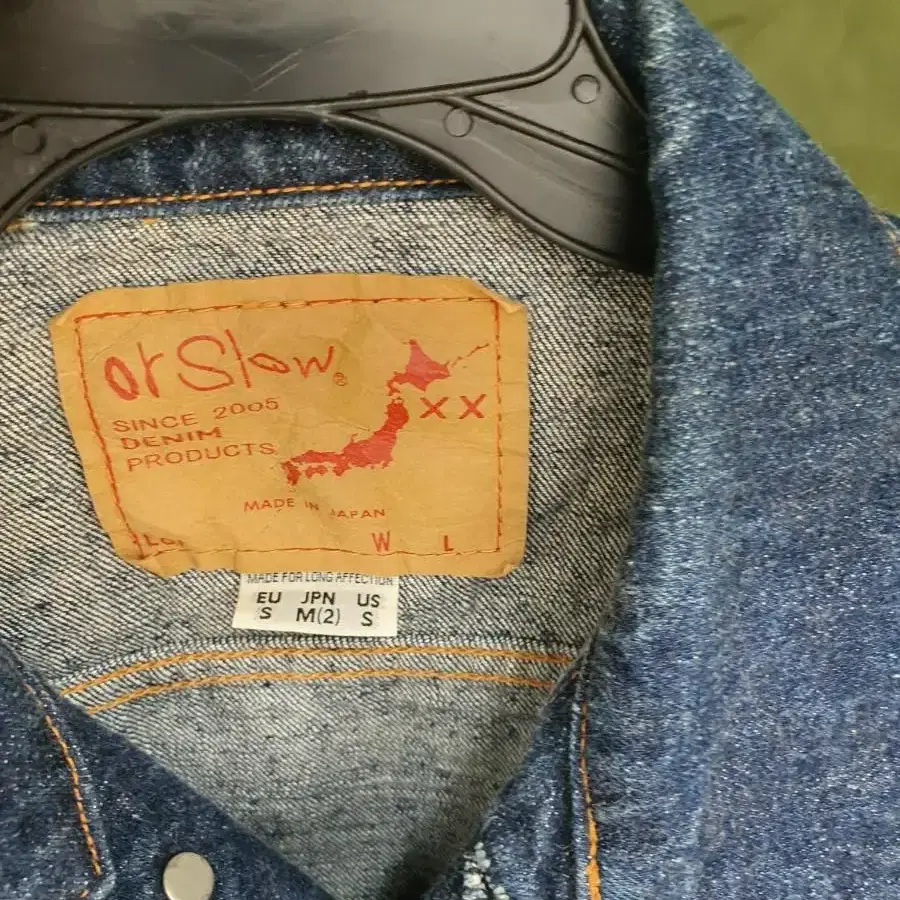 orSlow®
SINCE 2005
DENIM
PRODUCTS
XX
MADE IN JAPAN
W L
MADE FOR LONG AFFECTION
EU JPN US
S M(2) S